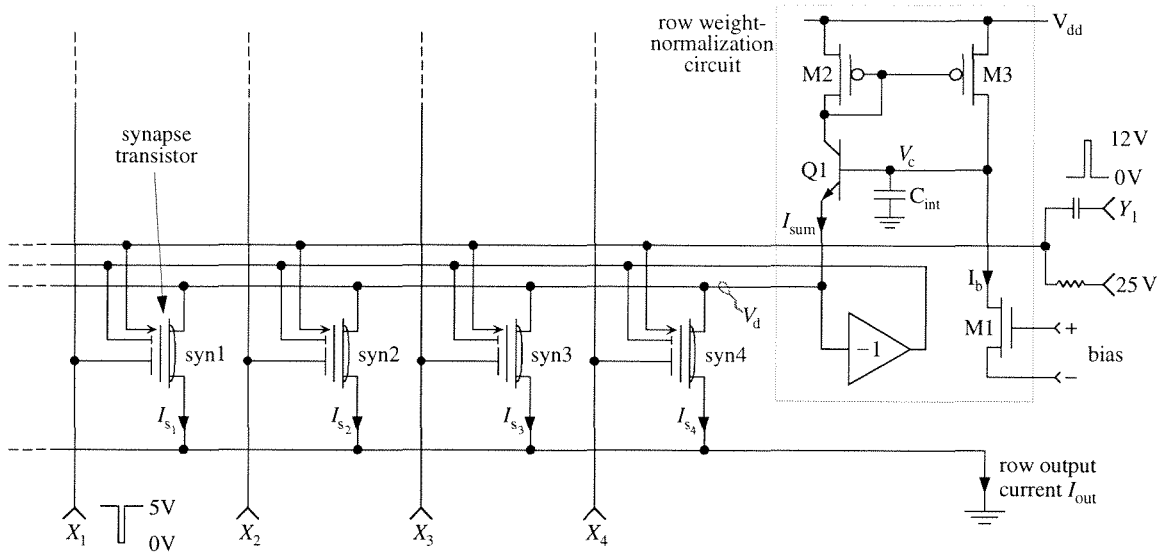 row weight-
normalization
circuit
V_dd
M2
M3
synapse
transistor
Q1
V_c
C_int
12V
0V
Y_1
I_sum
I_b
25 V
V_d
M1
+
bias
−
−1
syn1
syn2
syn3
syn4
I_s1
I_s2
I_s3
I_s4
row output
current I_out
5V
0V
X_1
X_2
X_3
X_4